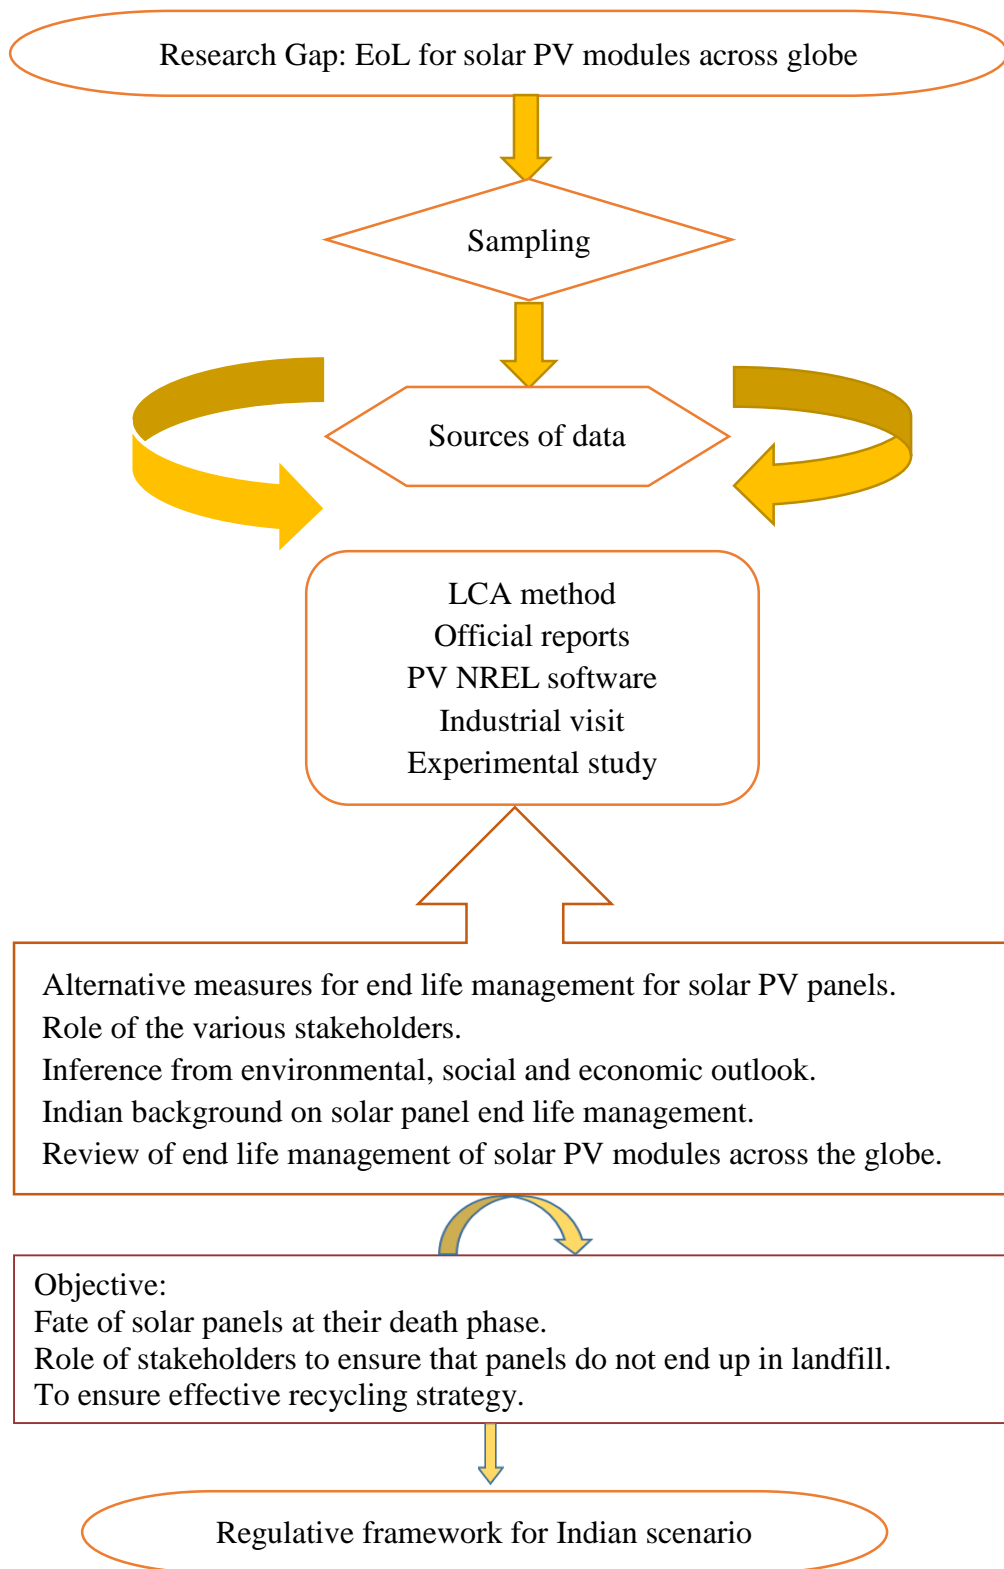 Research Gap: EoL for solar PV modules across globe
Sampling
Sources of data
LCA method
Official reports
PV NREL software
Industrial visit
Experimental study
Alternative measures for end life management for solar PV panels.
Role of the various stakeholders.
Inference from environmental, social and economic outlook.
Indian background on solar panel end life management.
Review of end life management of solar PV modules across the globe.
Objective:
Fate of solar panels at their death phase.
Role of stakeholders to ensure that panels do not end up in landfill.
To ensure effective recycling strategy.
Regulative framework for Indian scenario